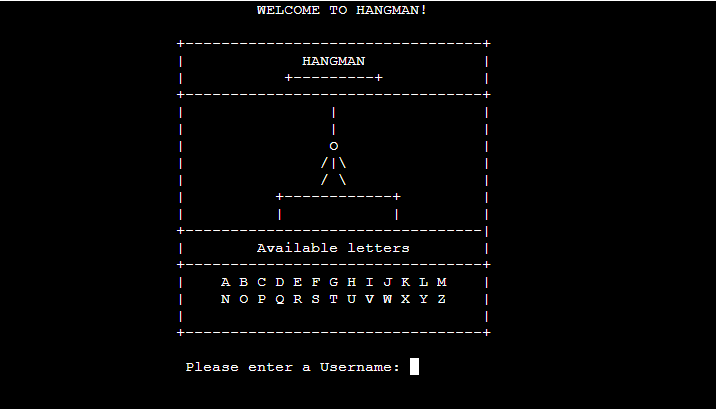 WELCOME TO HANGMAN!
HANGMAN
Available letters
A B C D E F G H I J K L M
N O P Q R S T U V W X Y Z
Please enter a Username: